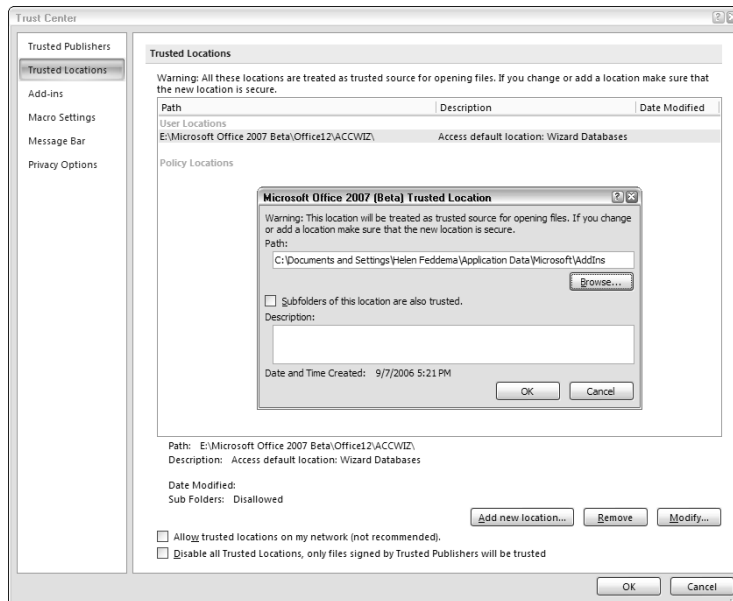 Trust Center
Trusted Publishers
Trusted Locations
Add-ins
Macro Settings
Message Bar
Privacy Options
Trusted Locations
Warning: All these locations are treated as trusted source for opening files. If you change or add a location make sure that
the new location is secure.
Path Description Date Modified
User Locations
E:\Microsoft Office 2007 Beta\Office12\ACCWIZ\ Access default location: Wizard Databases
Policy Locations
Microsoft Office 2007 (Beta) Trusted Location
Warning: This location will be treated as trusted source for opening files. If you change
or add a location make sure that the new location is secure.
Path:
C:\Documents and Settings\Helen Feddema\Application Data\Microsoft\AddIns
Browse...
Subfolders of this location are also trusted.
Description:
Date and Time Created: 9/7/2006 5:21 PM
OK Cancel
Path: E:\Microsoft Office 2007 Beta\Office12\ACCWIZ\
Description: Access default location: Wizard Databases
Date Modified:
Sub Folders: Disallowed
Add new location... Remove Modify...
Allow trusted locations on my network (not recommended).
Disable all Trusted Locations, only files signed by Trusted Publishers will be trusted
OK Cancel